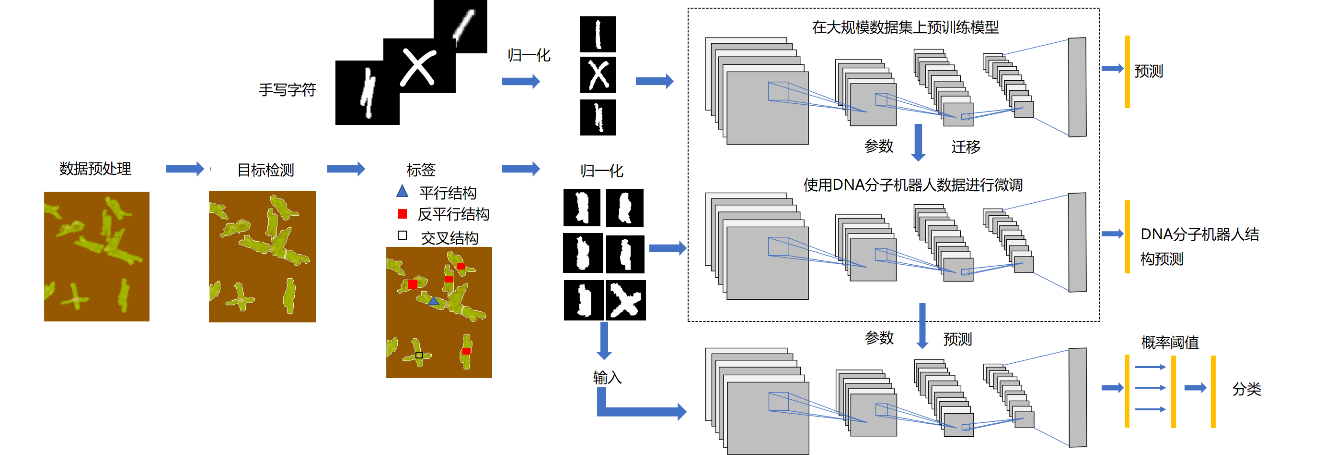 在大规模数据集上预训练模型
归一化
预测
手写字符
参数
迁移
数据预处理
目标检测
标签
归一化
使用DNA分子机器人数据进行微调
平行结构
反平行结构
交叉结构
DNA分子机器人结
构预测
参数
预测
概率阈值
输入
分类